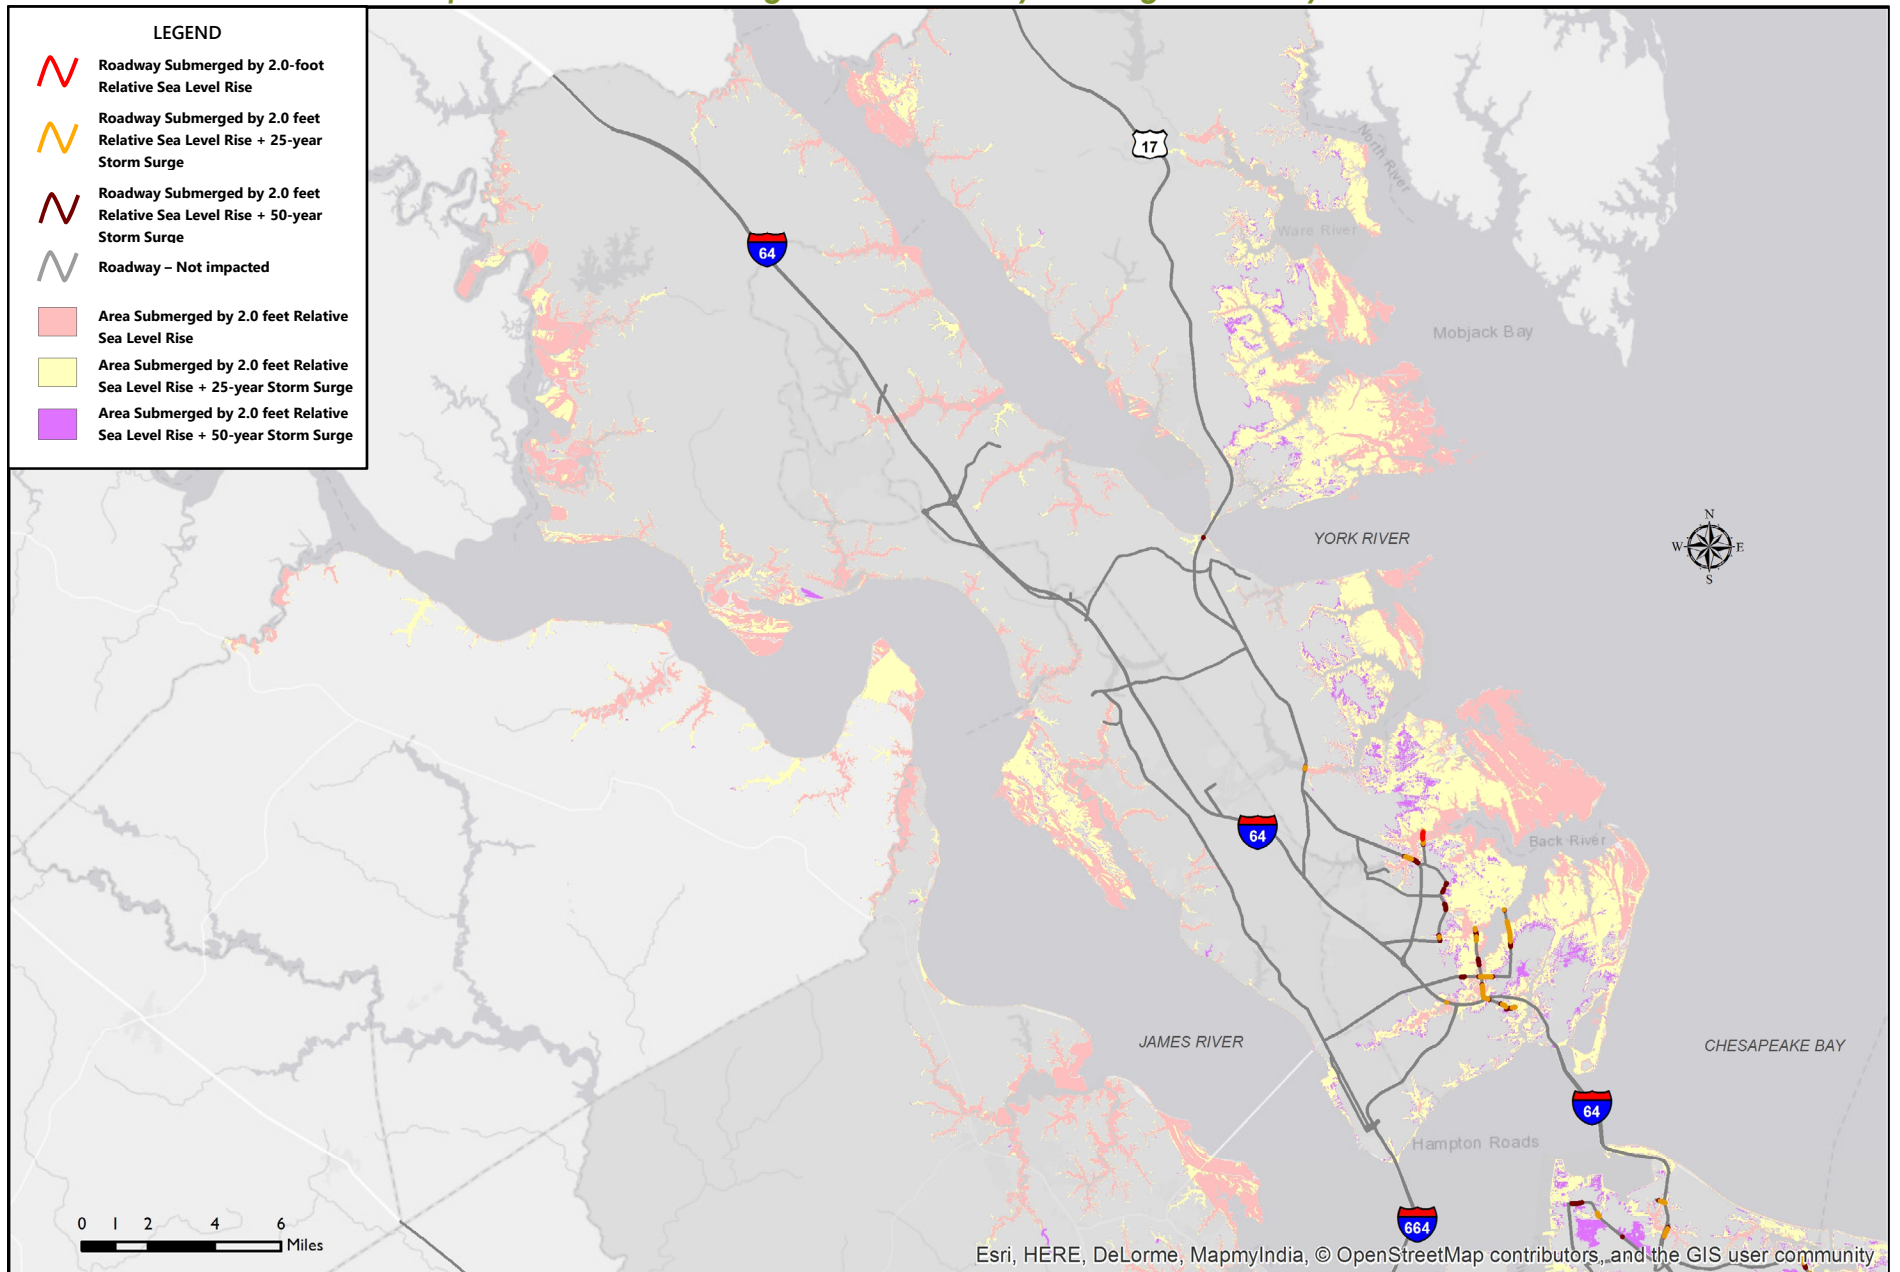 LEGEND
Roadway Submerged by 2.0-foot
Relative Sea Level Rise
Roadway Submerged by 2.0 feet
Relative Sea Level Rise + 25-year
Storm Surge
Roadway Submerged by 2.0 feet
Relative Sea Level Rise + 50-year
Storm Surge
Roadway – Not impacted
Area Submerged by 2.0 feet Relative
Sea Level Rise
Area Submerged by 2.0 feet Relative
Sea Level Rise + 25-year Storm Surge
Area Submerged by 2.0 feet Relative
Sea Level Rise + 50-year Storm Surge
17
North River
Ware River
64
Mobjack Bay
YORK RIVER
N
W E
S
64
Back River
JAMES RIVER
CHESAPEAKE BAY
64
Hampton Roads
664
0 1 2 4 6
Miles
Esri, HERE, DeLorme, MapmyIndia, © OpenStreetMap contributors, and the GIS user community